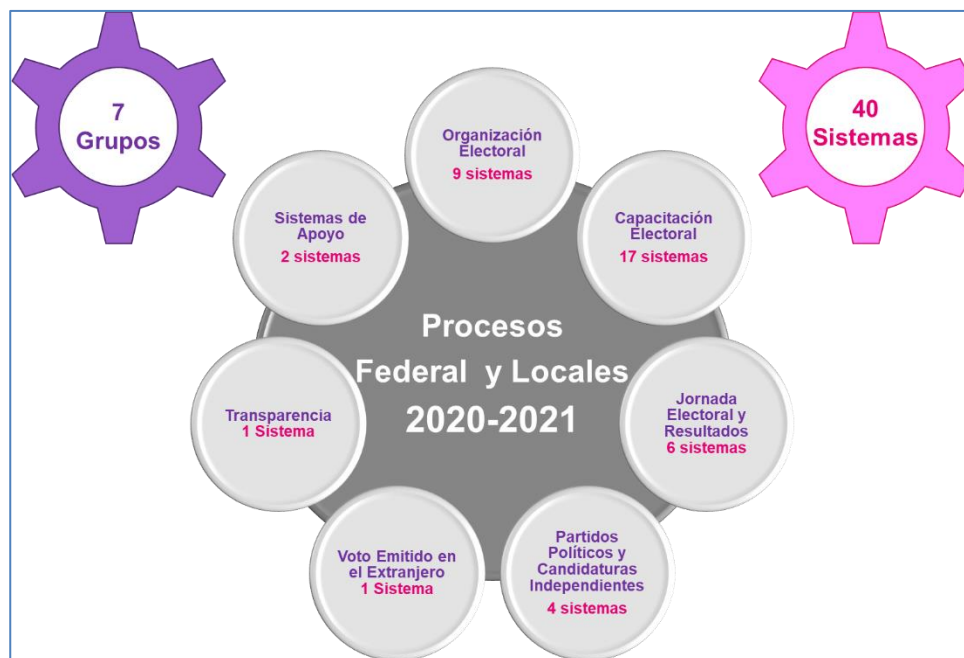 7
Grupos
40
Sistemas
Organización
Electoral
9 sistemas
Capacitación
Electoral
17 sistemas
Jornada
Electoral y
Resultados
6 sistemas
Partidos
Políticos y
Candidaturas
Independientes
4 sistemas
Voto Emitido en
el Extranjero
1 Sistema
Transparencia
1 Sistema
Sistemas de
Apoyo
2 sistemas
Procesos
Federal y Locales
2020-2021